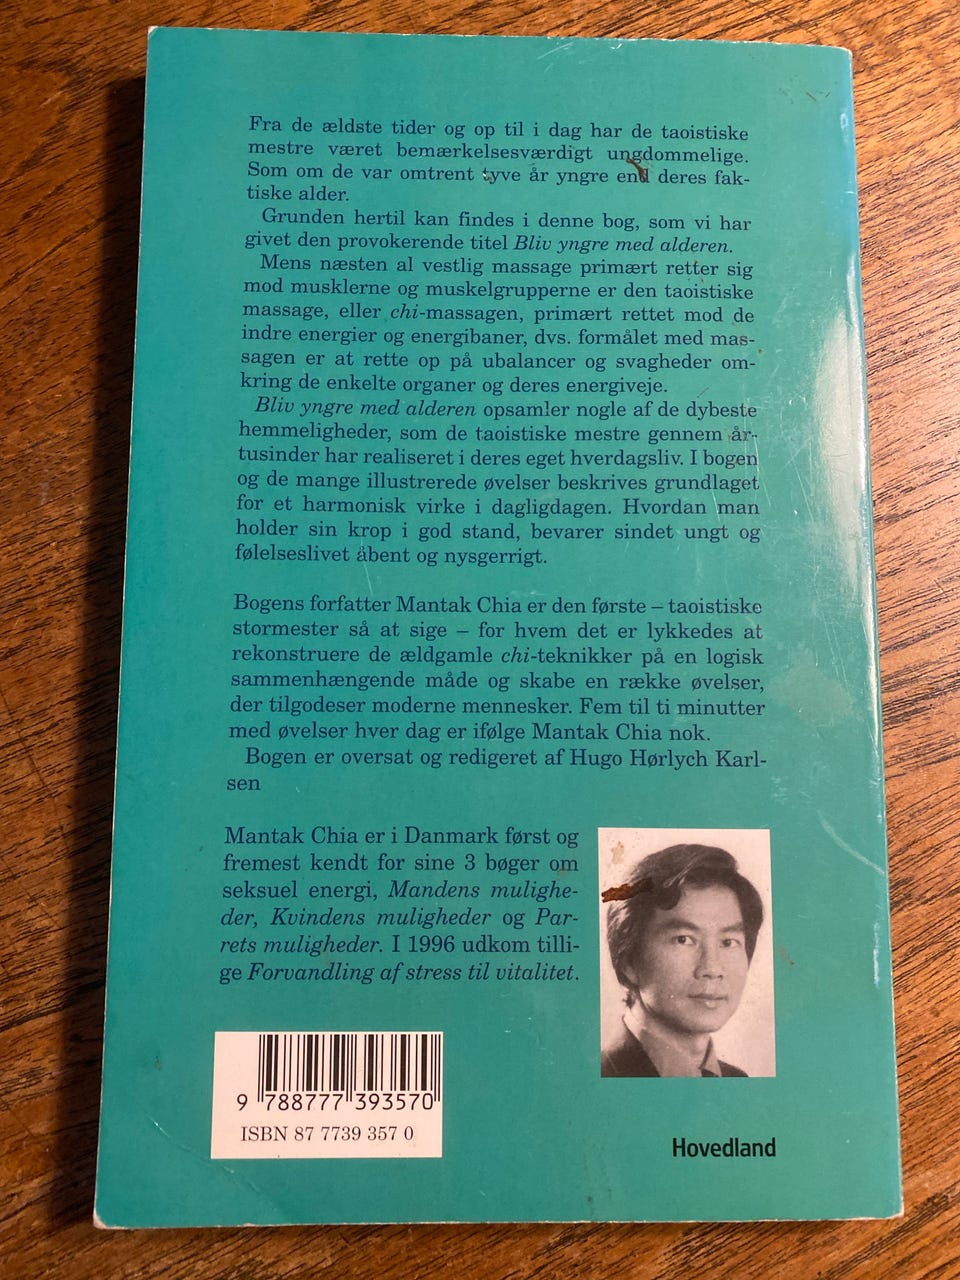 Fra de ældste tider og op til i dag har de taoistiske
mestre været bemærkelsesværdigt ungdommelige.
Som om de var omtrent tyve år yngre end deres fak-
tiske alder.
Grunden hertil kan findes i denne bog, som vi har
givet den provokerende titel Bliv yngre med alderen.
Mens næsten al vestlig massage primært retter sig
mod musklerne og muskelgrupperne er den taoistiske
massage, eller chi-massagen, primært rettet mod de
indre energier og energibaner, dvs. formålet med mas-
sagen er at rette op på ubalancer og svagheder om-
kring de enkelte organer og deres energiveje.
Bliv yngre med alderen opsamler nogle af de dybeste
hemmeligheder, som de taoistiske mestre gennem år-
tusinder har realiseret i deres eget hverdagsliv. I bogen
og de mange illustrerede øvelser beskrives grundlaget
for et harmonisk virke i dagligdagen. Hvordan man
holder sin krop i god stand, bevarer sindet ungt og
følelseslivet åbent og nysgerrigt.
Bogens forfatter Mantak Chia er den første – taoistiske
stormester så at sige – for hvem det er lykkedes at
rekonstruere de ældgamle chi-teknikker på en logisk
sammenhængende måde og skabe en række øvelser,
der tilgodeser moderne mennesker. Fem til ti minutter
med øvelser hver dag er ifølge Mantak Chia nok.
Bogen er oversat og redigeret af Hugo Hørlych Karl-
sen
Mantak Chia er i Danmark først og
fremest kendt for sine 3 bøger om
seksuel energi, Mandens mulighe-
der, Kvindens muligheder og Par-
rets muligheder. I 1996 udkom tilli-
ge Forvandling af stress til vitalitet.
9 788777 393570
ISBN 87 7739 357 0
Hovedland